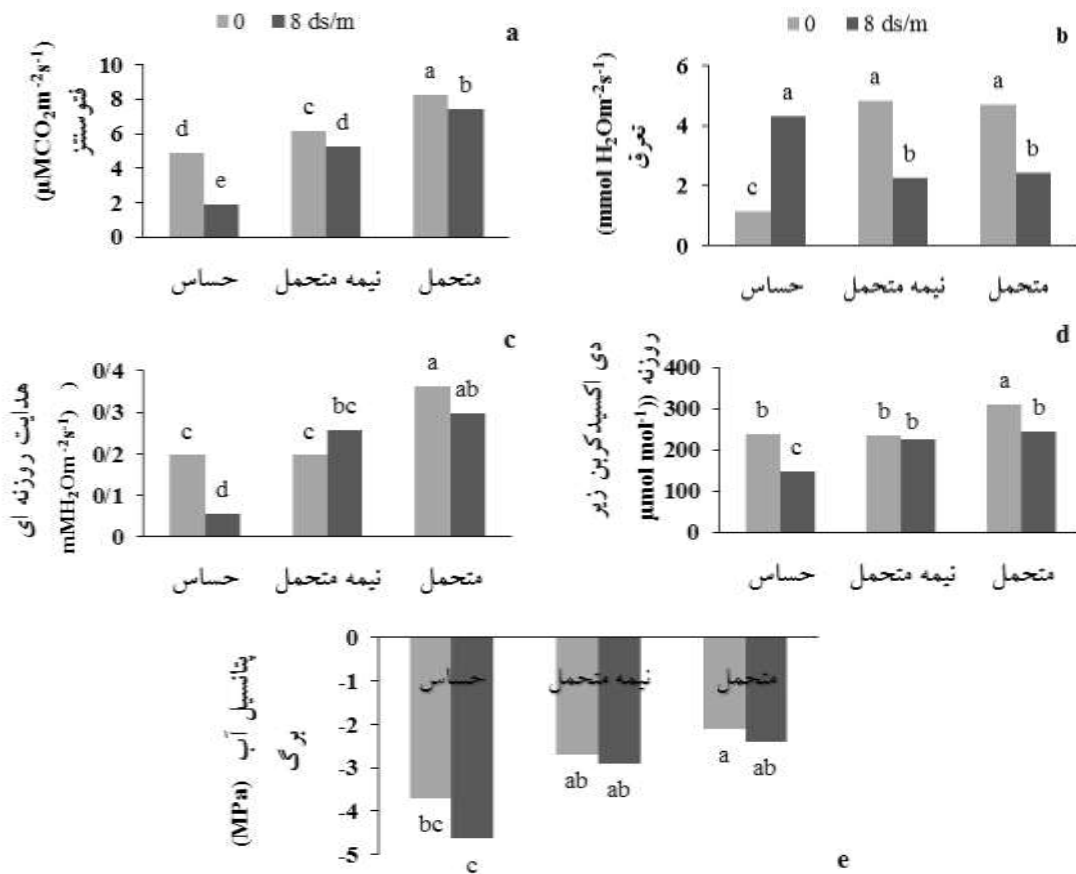 0 8 ds/m
a
(µMCO₂m⁻²s⁻¹)
فتوسنتز
10
8
6
4
2
0
d
e
c
d
a
b
حساس نیمه متحمل متحمل
0 8 ds/m
b
(mmol H₂Om⁻²s⁻¹)
تعرق
6
4
2
0
c
a
a
b
a
b
حساس نیمه متحمل متحمل
c
هدایت روزنه ای
mMH₂Om⁻²s⁻¹) )
0/4
0/3
0/2
0/1
0
c
d
c
bc
a
ab
حساس نیمه متحمل متحمل
d
دی اکسیدکربن زیر
روزنه ((µmol mol⁻¹)
400
300
200
100
0
b
c
b
b
a
b
حساس نیمه متحمل متحمل
پتانسیل آب
برگ (MPa)
0
-1
-2
-3
-4
-5
حساس نیمه متحمل متحمل
bc
c
ab
ab
a
ab
e